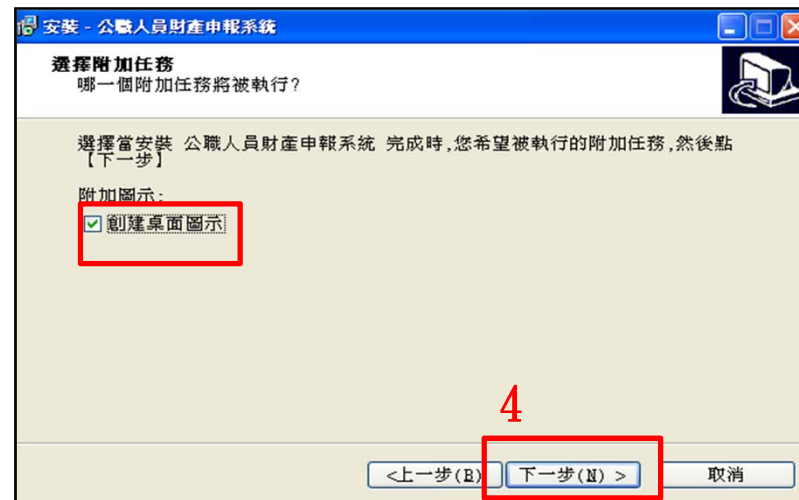 安裝 - 公職人員財產申報系統
選擇附加任務
哪一個附加任務將被執行?
選擇當安裝 公職人員財產申報系統 完成時,您希望被執行的附加任務,然後點
【下一步】
附加圖示:
創建桌面圖示
4
<上一步(B) 下一步(N) > 取消